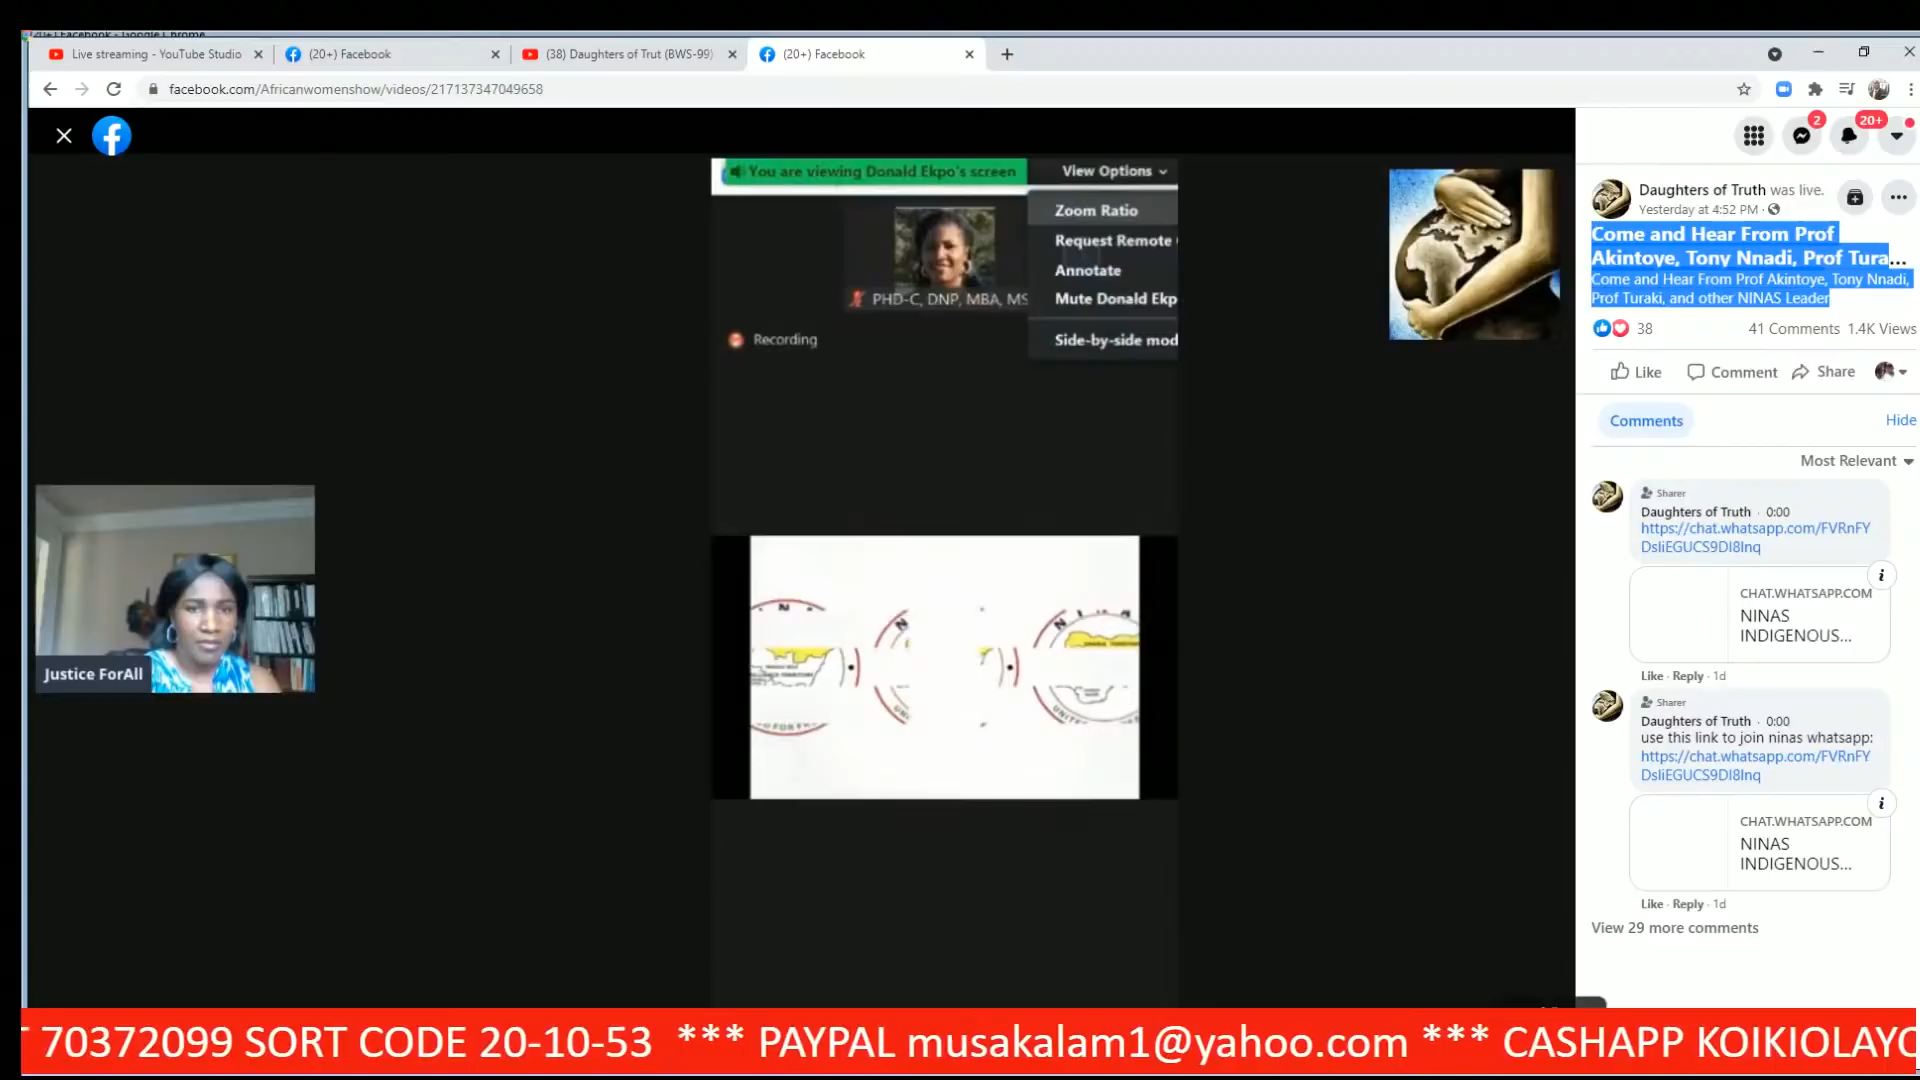 (20+) Facebook - Google Chrome
Live streaming - YouTube Studio
(20+) Facebook
(38) Daughters of Trut (BWS-99)
(20+) Facebook
facebook.com/Africanwomenshow/videos/217137347049658
2
20+
You are viewing Donald Ekpo's screen
View Options
Zoom Ratio
Request Remote
Annotate
Mute Donald Ekp
Side-by-side mod
PHD-C, DNP, MBA, MS
Recording
Justice ForAll
Daughters of Truth was live.
Yesterday at 4:52 PM ·
Come and Hear From Prof
Akintoye, Tony Nnadi, Prof Tura...
Come and Hear From Prof Akintoye, Tony Nnadi,
Prof Turaki, and other NINAS Leader
38
41 Comments 1.4K Views
Like
Comment
Share
Comments
Hide
Most Relevant
Sharer
Daughters of Truth · 0:00
https://chat.whatsapp.com/FVRnFY
DsliEGUCS9DI8Inq
CHAT.WHATSAPP.COM
NINAS
INDIGENOUS...
Like · Reply · 1d
Sharer
Daughters of Truth · 0:00
use this link to join ninas whatsapp:
https://chat.whatsapp.com/FVRnFY
DsliEGUCS9DI8Inq
CHAT.WHATSAPP.COM
NINAS
INDIGENOUS...
Like · Reply · 1d
View 29 more comments
70372099 SORT CODE 20-10-53 *** PAYPAL musakalam1@yahoo.com *** CASHAPP KOIKIOLAYO